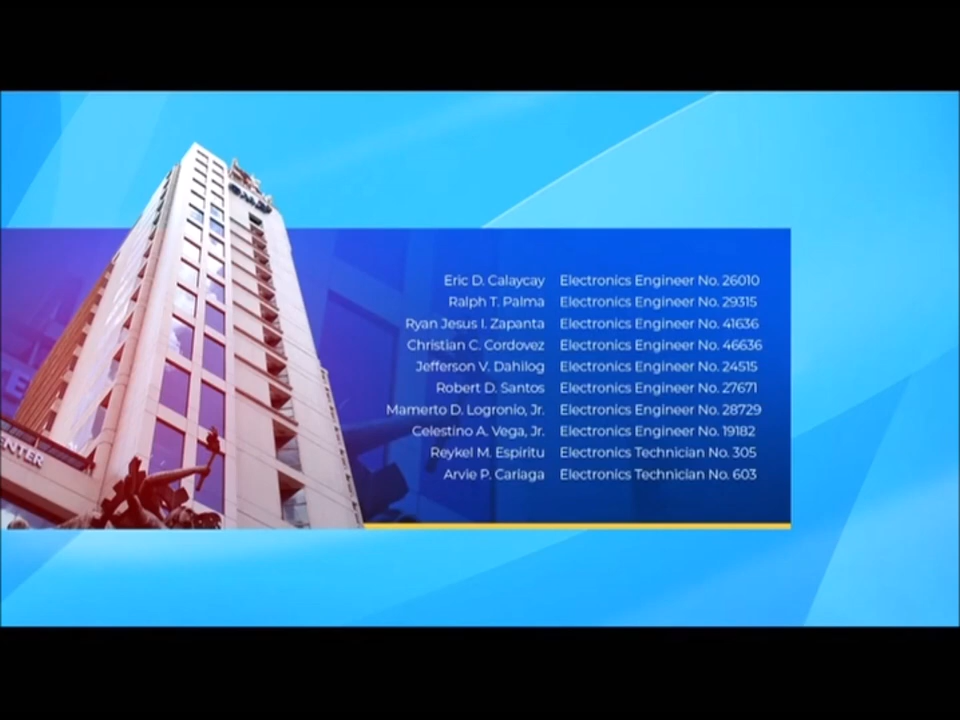 Eric D. Calaycay Electronics Engineer No. 26010
Ralph T. Palma Electronics Engineer No. 29315
Ryan Jesus I. Zapanta Electronics Engineer No. 41636
Christian C. Cordovez Electronics Engineer No. 46636
Jefferson V. Dahilog Electronics Engineer No. 24515
Robert D. Santos Electronics Engineer No. 27671
Mamerto D. Logronio, Jr. Electronics Engineer No. 28729
Celestino A. Vega, Jr. Electronics Engineer No. 19182
Reykel M. Espiritu Electronics Technician No. 305
Arvie P. Cariaga Electronics Technician No. 603
ENTER